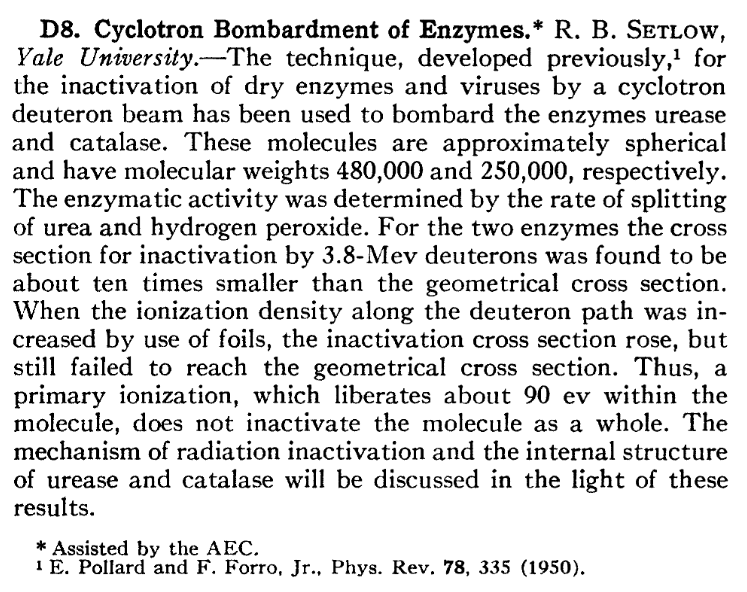 D8. Cyclotron Bombardment of Enzymes.* R. B. SETLOW,
Yale University.—The technique, developed previously,¹ for
the inactivation of dry enzymes and viruses by a cyclotron
deuteron beam has been used to bombard the enzymes urease
and catalase. These molecules are approximately spherical
and have molecular weights 480,000 and 250,000, respectively.
The enzymatic activity was determined by the rate of splitting
of urea and hydrogen peroxide. For the two enzymes the cross
section for inactivation by 3.8-Mev deuterons was found to be
about ten times smaller than the geometrical cross section.
When the ionization density along the deuteron path was in-
creased by use of foils, the inactivation cross section rose, but
still failed to reach the geometrical cross section. Thus, a
primary ionization, which liberates about 90 ev within the
molecule, does not inactivate the molecule as a whole. The
mechanism of radiation inactivation and the internal structure
of urease and catalase will be discussed in the light of these
results.
* Assisted by the AEC.
¹ E. Pollard and F. Forro, Jr., Phys. Rev. 78, 335 (1950).